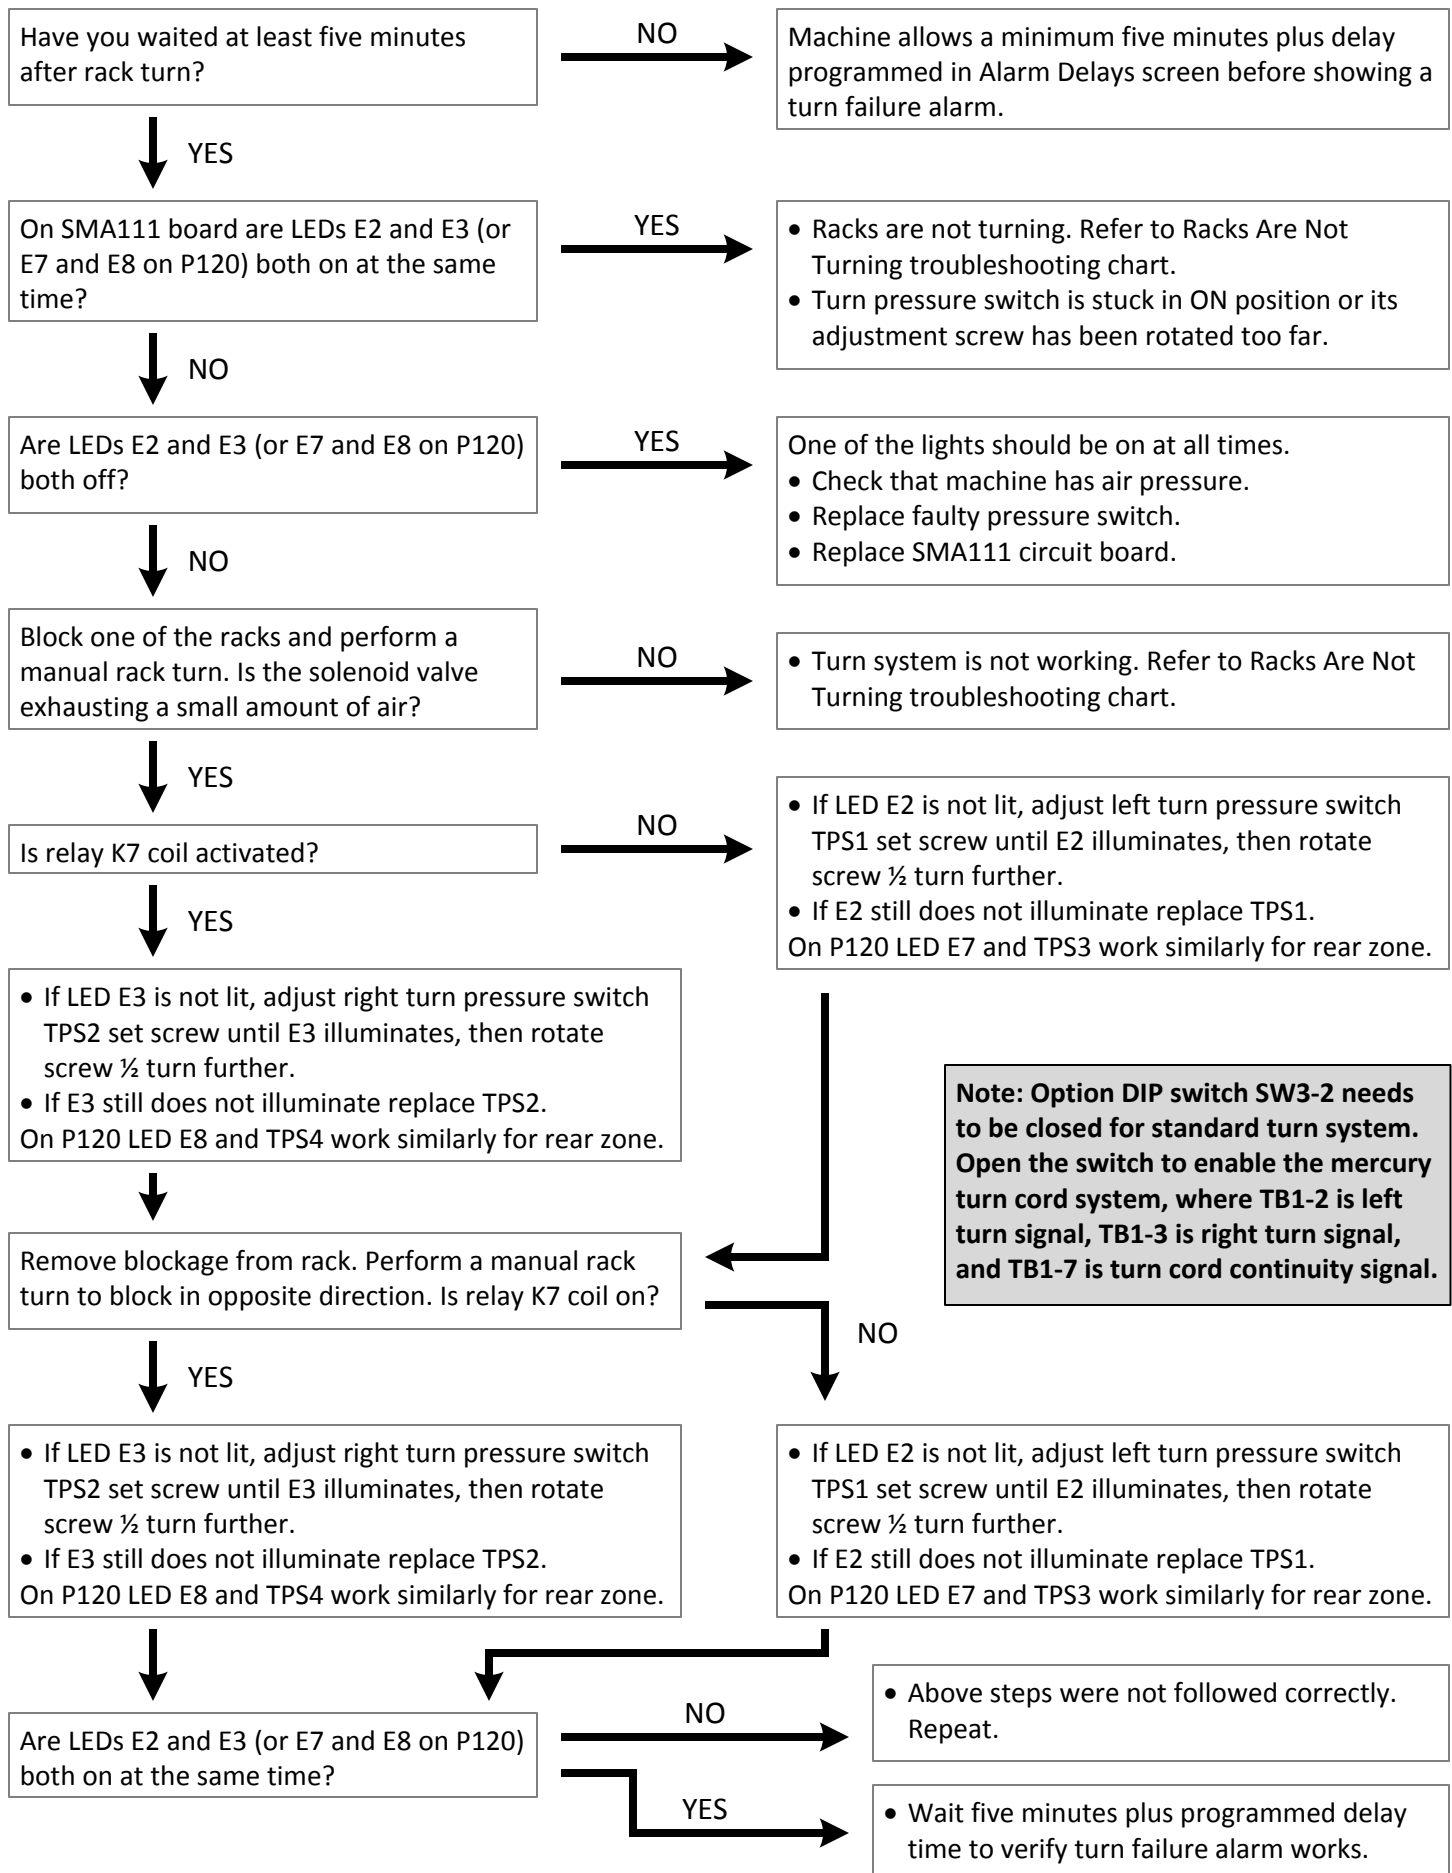 Have you waited at least five minutes
after rack turn?
NO
Machine allows a minimum five minutes plus delay
programmed in Alarm Delays screen before showing a
turn failure alarm.
YES
On SMA111 board are LEDs E2 and E3 (or
E7 and E8 on P120) both on at the same
time?
YES
• Racks are not turning. Refer to Racks Are Not
Turning troubleshooting chart.
• Turn pressure switch is stuck in ON position or its
adjustment screw has been rotated too far.
NO
Are LEDs E2 and E3 (or E7 and E8 on P120)
both off?
YES
One of the lights should be on at all times.
• Check that machine has air pressure.
• Replace faulty pressure switch.
• Replace SMA111 circuit board.
NO
Block one of the racks and perform a
manual rack turn. Is the solenoid valve
exhausting a small amount of air?
NO
• Turn system is not working. Refer to Racks Are Not
Turning troubleshooting chart.
YES
Is relay K7 coil activated?
NO
• If LED E2 is not lit, adjust left turn pressure switch
TPS1 set screw until E2 illuminates, then rotate
screw ½ turn further.
• If E2 still does not illuminate replace TPS1.
On P120 LED E7 and TPS3 work similarly for rear zone.
YES
• If LED E3 is not lit, adjust right turn pressure switch
TPS2 set screw until E3 illuminates, then rotate
screw ½ turn further.
• If E3 still does not illuminate replace TPS2.
On P120 LED E8 and TPS4 work similarly for rear zone.
Note: Option DIP switch SW3-2 needs
to be closed for standard turn system.
Open the switch to enable the mercury
turn cord system, where TB1-2 is left
turn signal, TB1-3 is right turn signal,
and TB1-7 is turn cord continuity signal.
Remove blockage from rack. Perform a manual rack
turn to block in opposite direction. Is relay K7 coil on?
NO
YES
• If LED E3 is not lit, adjust right turn pressure switch
TPS2 set screw until E3 illuminates, then rotate
screw ½ turn further.
• If E3 still does not illuminate replace TPS2.
On P120 LED E8 and TPS4 work similarly for rear zone.
• If LED E2 is not lit, adjust left turn pressure switch
TPS1 set screw until E2 illuminates, then rotate
screw ½ turn further.
• If E2 still does not illuminate replace TPS1.
On P120 LED E7 and TPS3 work similarly for rear zone.
Are LEDs E2 and E3 (or E7 and E8 on P120)
both on at the same time?
NO
• Above steps were not followed correctly.
Repeat.
YES
• Wait five minutes plus programmed delay
time to verify turn failure alarm works.